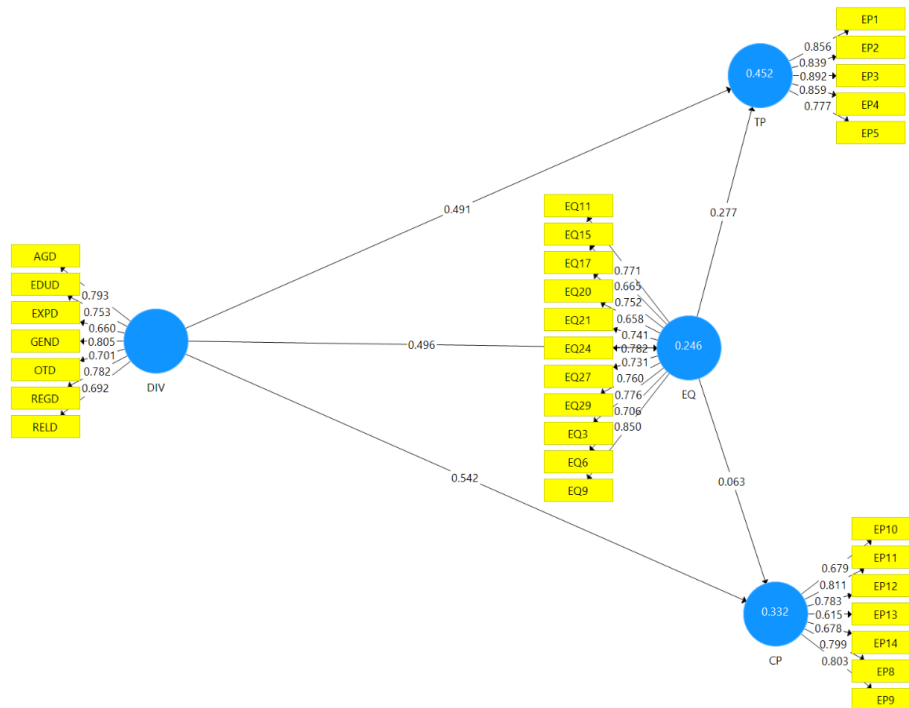 EP1
EP2
EP3
EP4
EP5
0.856
0.839
0.892
0.859
0.777
0.452
TP
0.491
0.277
EQ11
EQ15
EQ17
EQ20
EQ21
EQ24
EQ27
EQ29
EQ3
EQ6
EQ9
0.771
0.665
0.752
0.658
0.741
0.782
0.731
0.760
0.776
0.706
0.850
0.246
EQ
AGD
EDUD
EXPD
GEND
OTD
REGD
RELD
0.793
0.753
0.660
0.805
0.701
0.782
0.692
DIV
0.496
0.542
0.063
EP10
EP11
EP12
EP13
EP14
EP8
EP9
0.679
0.811
0.783
0.615
0.678
0.799
0.803
0.332
CP